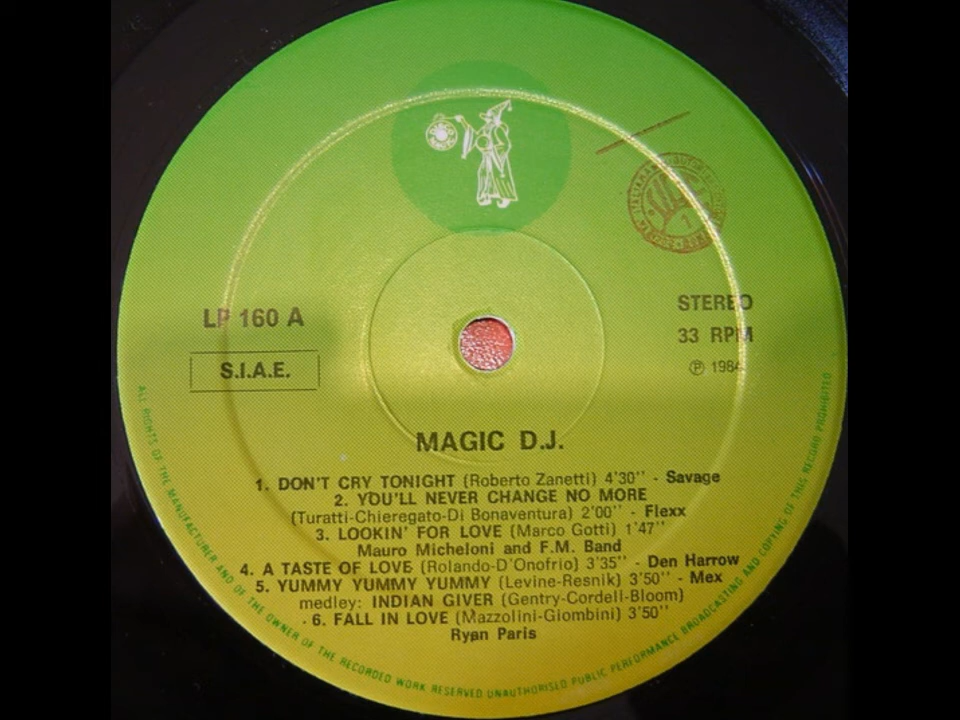 LP 160 A
S.I.A.E.
STEREO
33 RPM
℗ 1984
MAGIC D.J.
1. DON'T CRY TONIGHT (Roberto Zanetti) 4'30'' - Savage
2. YOU'LL NEVER CHANGE NO MORE
(Turatti-Chieregato-Di Bonaventura) 2'00'' - Flexx
3. LOOKIN' FOR LOVE (Marco Gotti) 1'47''
Mauro Micheloni and F.M. Band
4. A TASTE OF LOVE (Rolando-D'Onofrio) 3'35'' - Den Harrow
5. YUMMY YUMMY YUMMY (Levine-Resnik) 3'50'' - Mex
medley: INDIAN GIVER (Gentry-Cordell-Bloom)
6. FALL IN LOVE (Mazzolini-Giombini) 3'50''
Ryan Paris
ALL RIGHTS OF THE MANUFACTURER AND OF THE OWNER OF THE RECORDED WORK RESERVED UNAUTHORISED PUBLIC PERFORMANCE BROADCASTING AND COPYING OF THIS RECORD PROHIBITED